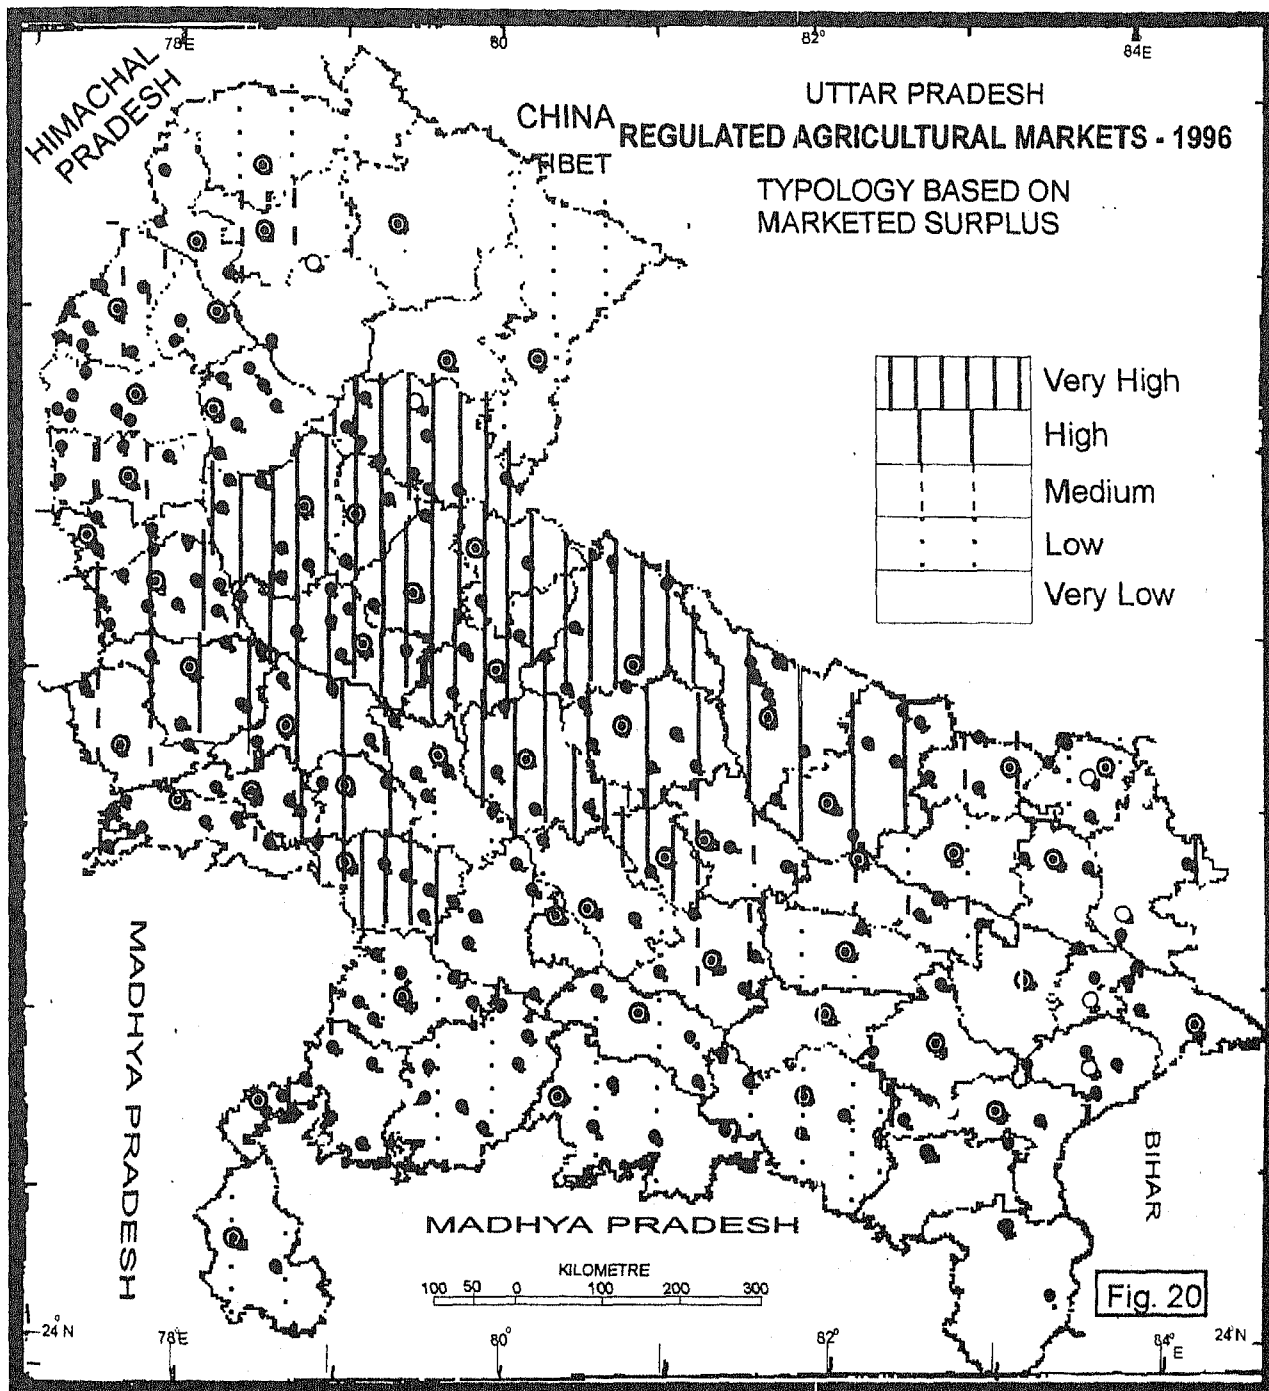 78E
80
82°
84E
HIMACHAL
PRADESH
CHINA
TIBET
UTTAR PRADESH
REGULATED AGRICULTURAL MARKETS - 1996
TYPOLOGY BASED ON
MARKETED SURPLUS
Very High
High
Medium
Low
Very Low
MADHYA PRADESH
MADHYA PRADESH
BIHAR
KILOMETRE
100 50 0 100 200 300
Fig. 20
24°N
78°E
80°
82°
84°E
24°N